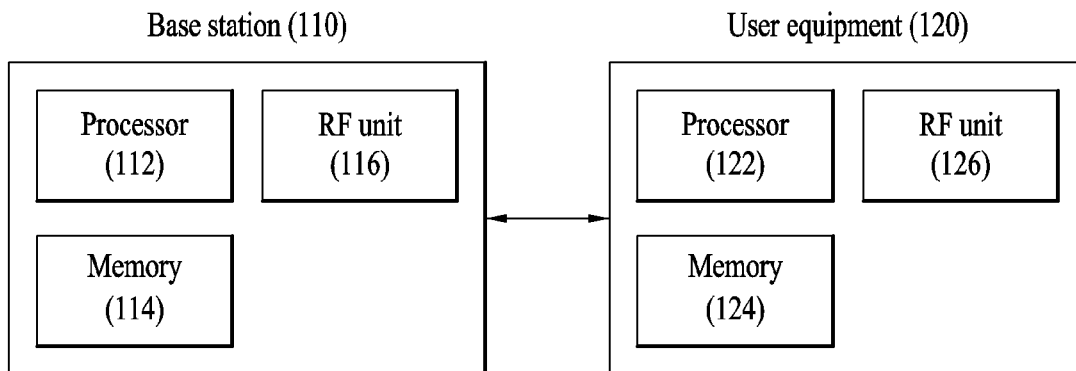 Base station (110)
User equipment (120)
Processor
(112)
RF unit
(116)
Memory
(114)
Processor
(122)
RF unit
(126)
Memory
(124)